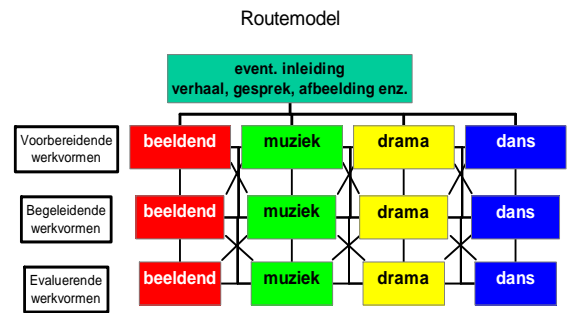 Routemodel
event. inleiding
verhaal, gesprek, afbeelding enz.
Voorbereidende
werkvormen
beeldend muziek drama dans
Begeleidende
werkvormen
beeldend muziek drama dans
Evaluerende
werkvormen
beeldend muziek drama dans